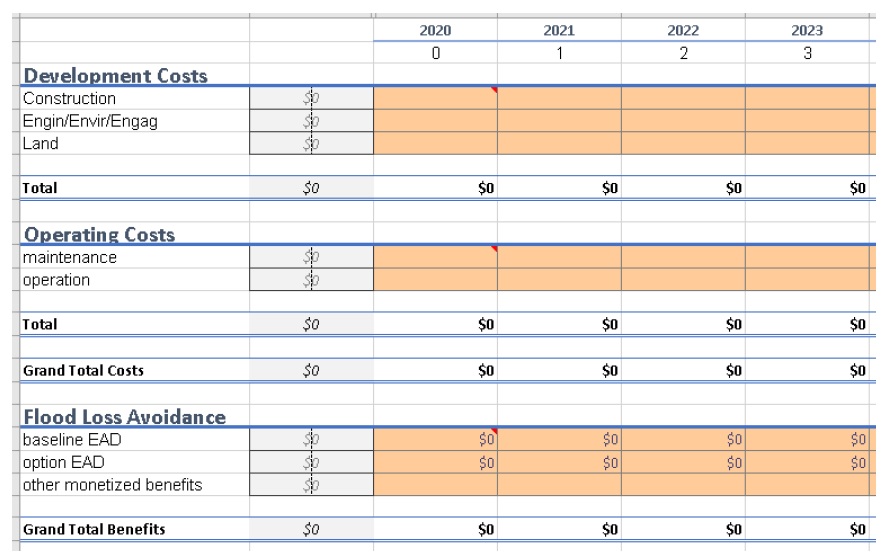 2020 2021 2022 2023
0 1 2 3
Development Costs
Construction $0
Engin/Envir/Engag $0
Land $0
Total $0 $0 $0 $0 $0
Operating Costs
maintenance $0
operation $0
Total $0 $0 $0 $0 $0
Grand Total Costs $0 $0 $0 $0 $0
Flood Loss Avoidance
baseline EAD $0 $0 $0 $0 $0
option EAD $0 $0 $0 $0 $0
other monetized benefits $0
Grand Total Benefits $0 $0 $0 $0 $0